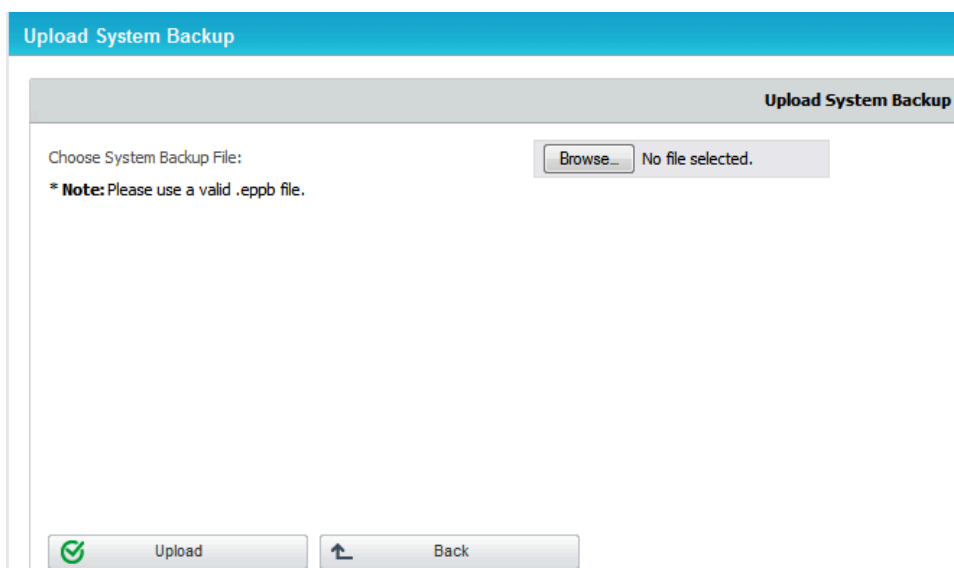 Upload System Backup
Upload System Backup
Choose System Backup File:
Browse... No file selected.
* Note: Please use a valid .eppb file.
Upload
Back